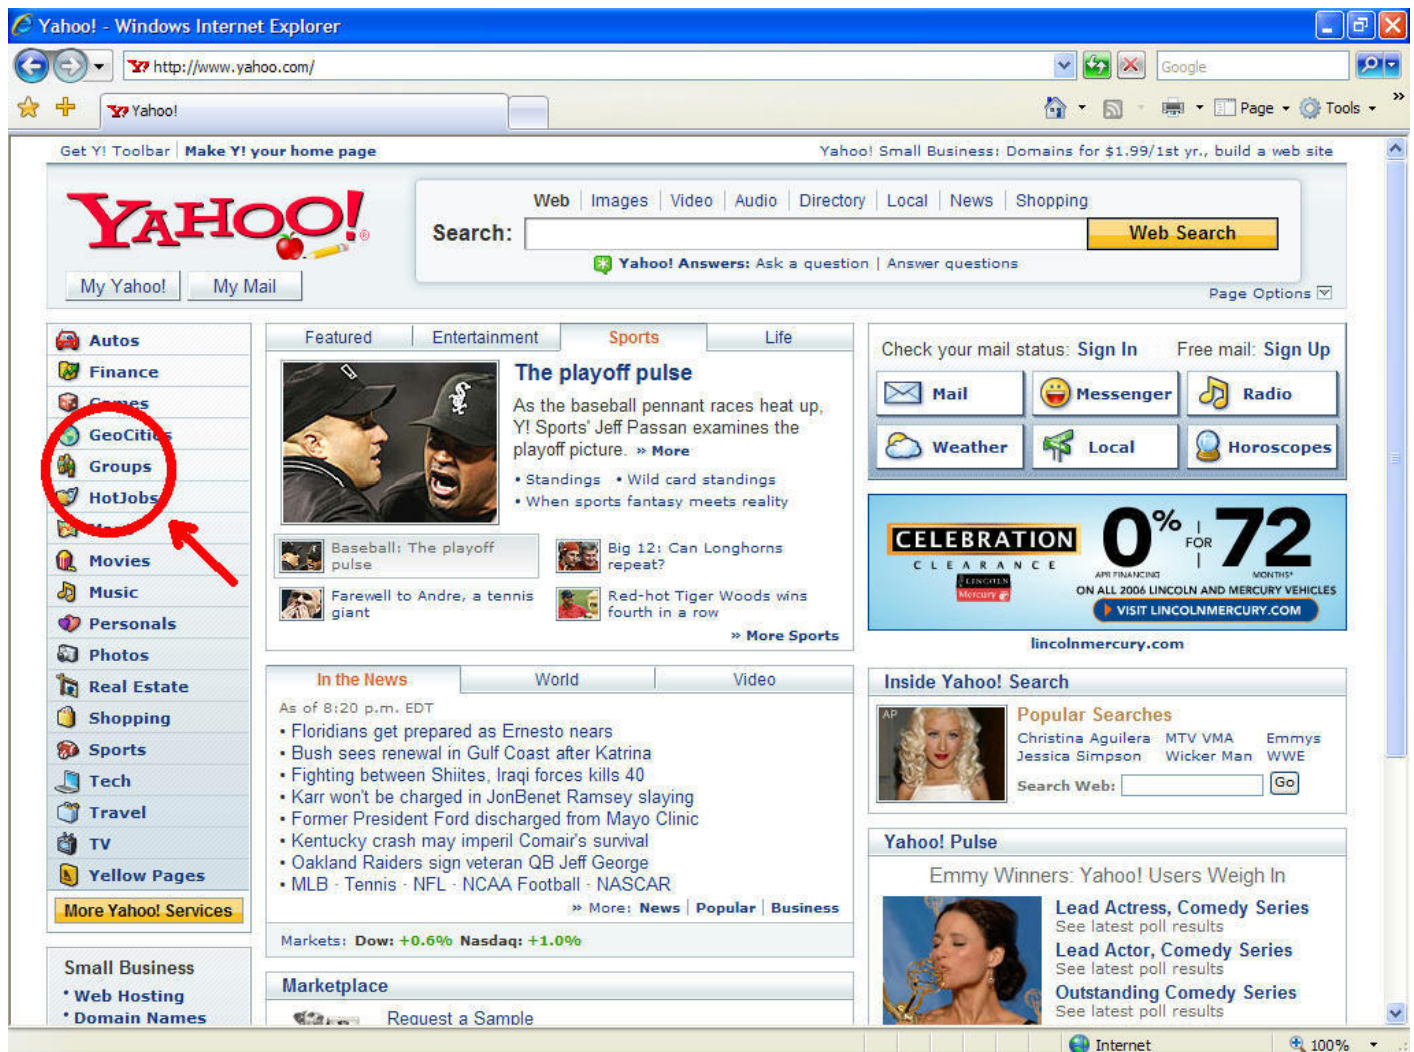 Yahoo! - Windows Internet Explorer
http://www.yahoo.com/
Google
Yahoo!
Page
Tools
Get Y! Toolbar | Make Y! your home page
Yahoo! Small Business: Domains for $1.99/1st yr., build a web site
YAHOO!
Web | Images | Video | Audio | Directory | Local | News | Shopping
Search:
Web Search
Yahoo! Answers: Ask a question | Answer questions
My Yahoo!
My Mail
Page Options
Autos
Finance
Games
GeoCities
Groups
HotJobs
Movies
Music
Personals
Photos
Real Estate
Shopping
Sports
Tech
Travel
TV
Yellow Pages
More Yahoo! Services
Small Business
• Web Hosting
• Domain Names
Featured
Entertainment
Sports
Life
The playoff pulse
As the baseball pennant races heat up,
Y! Sports' Jeff Passan examines the
playoff picture. » More
• Standings • Wild card standings
• When sports fantasy meets reality
Baseball: The playoff
pulse
Big 12: Can Longhorns
repeat?
Farewell to Andre, a tennis
giant
Red-hot Tiger Woods wins
fourth in a row
» More Sports
In the News
World
Video
As of 8:20 p.m. EDT
• Floridians get prepared as Ernesto nears
• Bush sees renewal in Gulf Coast after Katrina
• Fighting between Shiites, Iraqi forces kills 40
• Karr won't be charged in JonBenet Ramsey slaying
• Former President Ford discharged from Mayo Clinic
• Kentucky crash may imperil Comair's survival
• Oakland Raiders sign veteran QB Jeff George
• MLB · Tennis · NFL · NCAA Football · NASCAR
» More: News | Popular | Business
Markets: Dow: +0.6% Nasdaq: +1.0%
Marketplace
Request a Sample
Check your mail status: Sign In
Free mail: Sign Up
Mail
Messenger
Radio
Weather
Local
Horoscopes
CELEBRATION
CLEARANCE
LINCOLN
Mercury
0% FOR 72
APR FINANCING
MONTHS*
ON ALL 2006 LINCOLN AND MERCURY VEHICLES
VISIT LINCOLNMERCURY.COM
lincolnmercury.com
Inside Yahoo! Search
AP
Popular Searches
Christina Aguilera MTV VMA Emmys
Jessica Simpson Wicker Man WWE
Search Web:
Go
Yahoo! Pulse
Emmy Winners: Yahoo! Users Weigh In
Lead Actress, Comedy Series
See latest poll results
Lead Actor, Comedy Series
See latest poll results
Outstanding Comedy Series
See latest poll results
Internet
100%